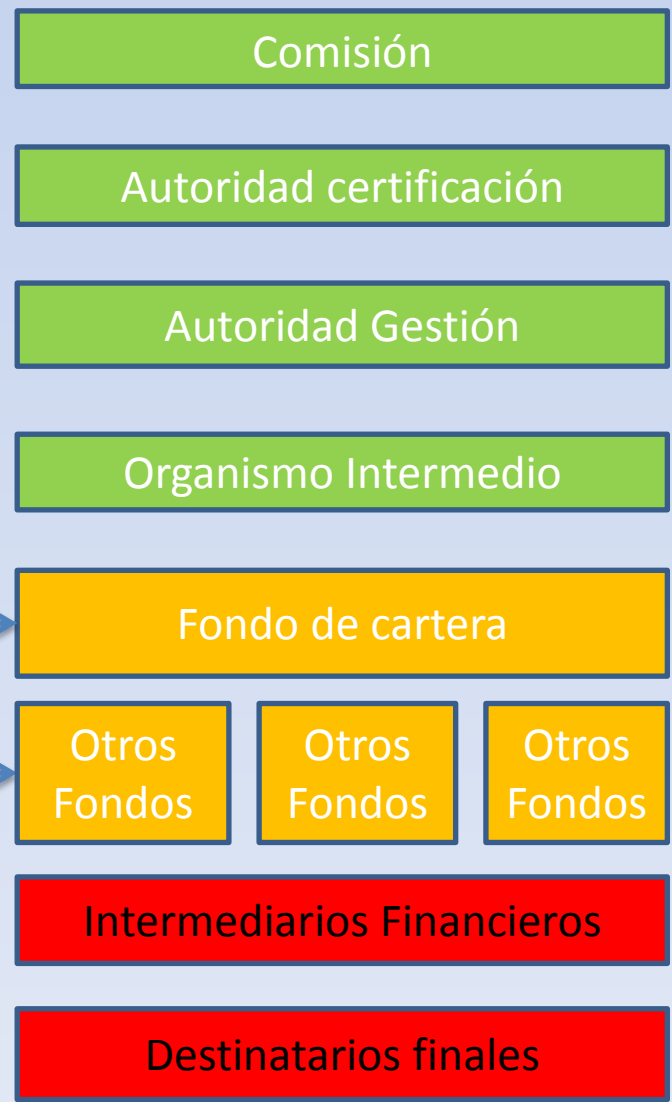 Comisión
Autoridad certificación
Autoridad Gestión
Organismo Intermedio
Fondo de cartera
Otros
Fondos
Otros
Fondos
Otros
Fondos
Intermediarios Financieros
Destinatarios finales